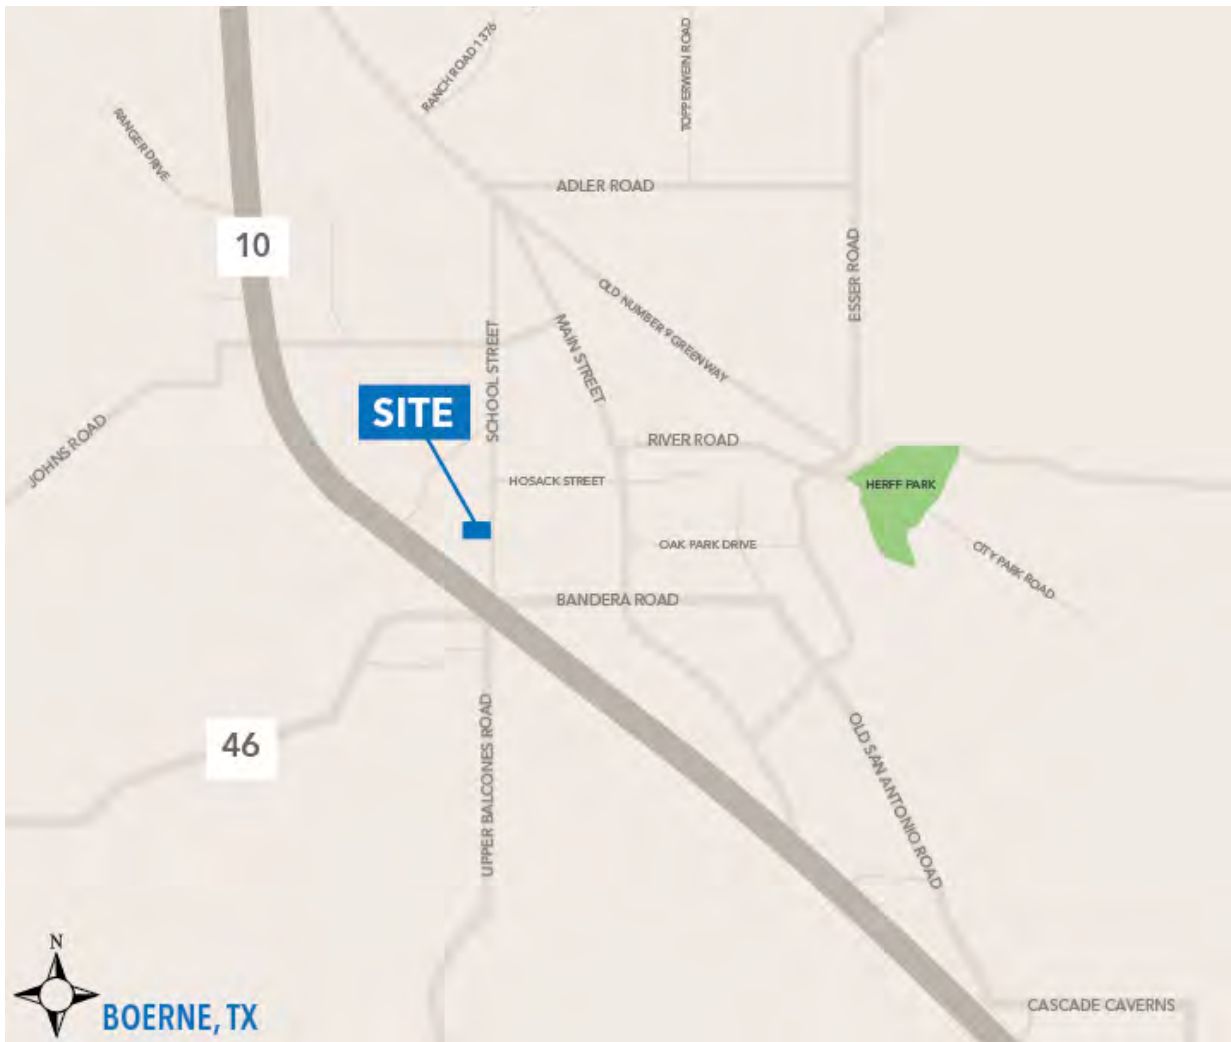 RANCH ROAD 1376
TOPPERWEIN ROAD
RANGER DRIVE
ADLER ROAD
10
ESSER ROAD
OLD NUMBER 9 GREENWAY
MAIN STREET
SCHOOL STREET
SITE
JOHNS ROAD
RIVER ROAD
HOSACK STREET
HERFF PARK
OAK PARK DRIVE
CITY PARK ROAD
BANDERA ROAD
46
UPPER BALCONES ROAD
OLD SAN ANTONIO ROAD
N
BOERNE, TX
CASCADE CAVERNS